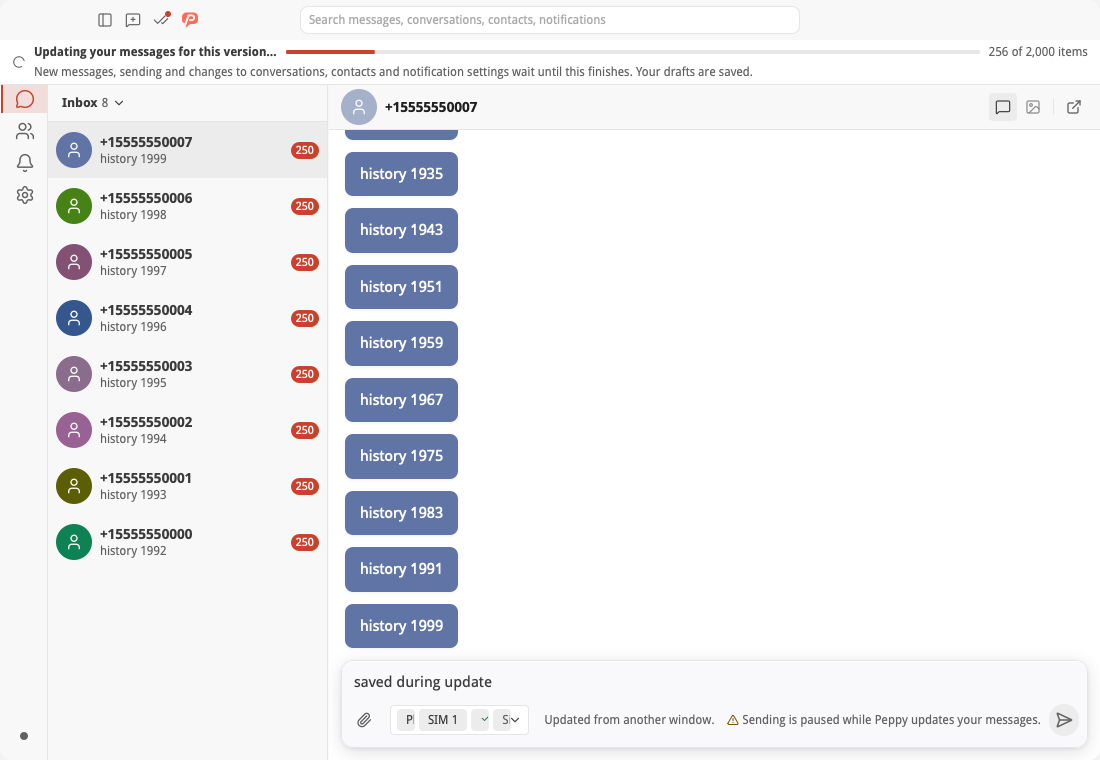 Search messages, conversations, contacts, notifications
Updating your messages for this version... 256 of 2,000 items
New messages, sending and changes to conversations, contacts and notification settings wait until this finishes. Your drafts are saved.
Inbox 8
+15555550007
+15555550007
history 1999
250
+15555550006
history 1998
250
+15555550005
history 1997
250
+15555550004
history 1996
250
+15555550003
history 1995
250
+15555550002
history 1994
250
+15555550001
history 1993
250
+15555550000
history 1992
250
history 1935
history 1943
history 1951
history 1959
history 1967
history 1975
history 1983
history 1991
history 1999
saved during update
SIM 1
Updated from another window. Sending is paused while Peppy updates your messages.